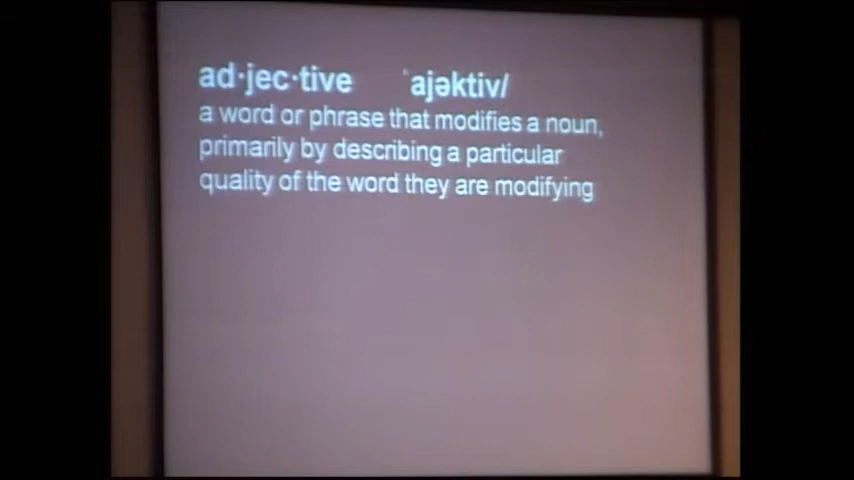 ad·jec·tive ˈajəktiv/
a word or phrase that modifies a noun,
primarily by describing a particular
quality of the word they are modifying